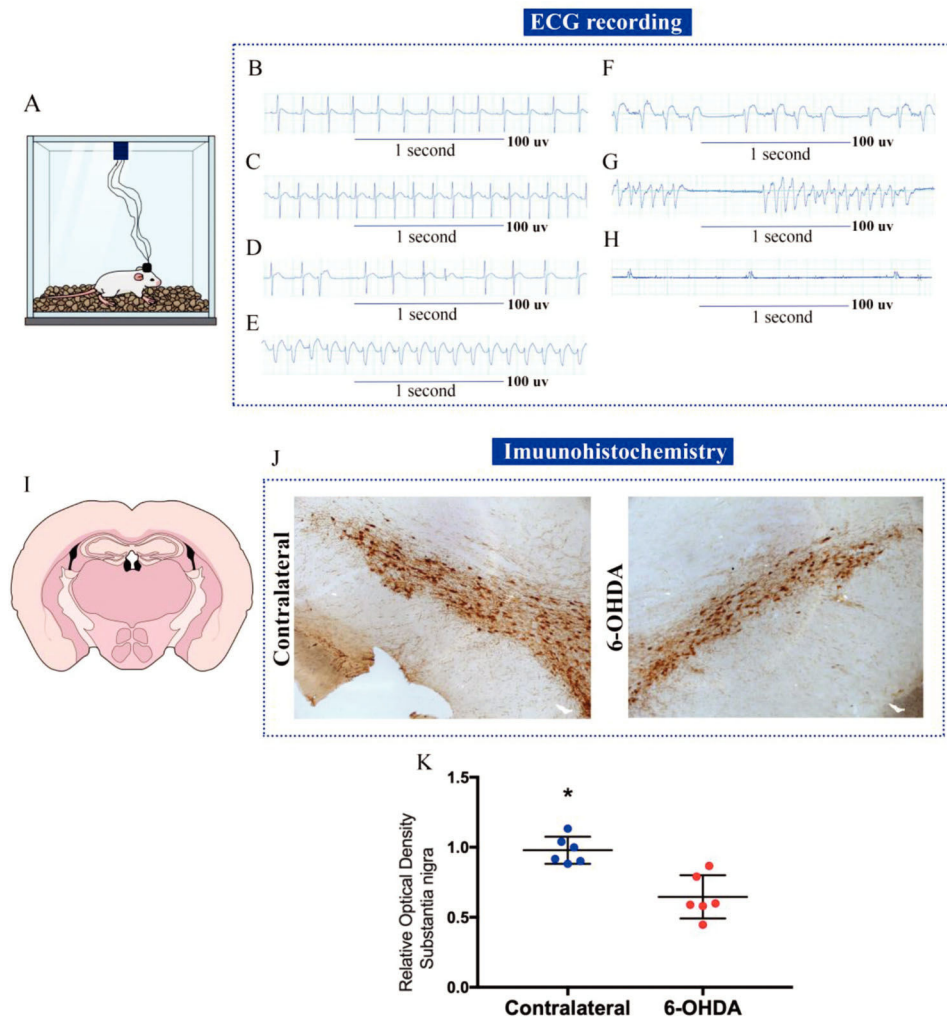 ECG recording
A
B
1 second
100 uv
C
1 second
100 uv
D
1 second
100 uv
E
1 second
100 uv
F
1 second
100 uv
G
1 second
100 uv
H
1 second
100 uv
Imuunohistochemistry
I
J
Contralateral
6-OHDA
K
Relative Optical Density
Substantia nigra
1.5
1.0
0.5
0.0
*
Contralateral
6-OHDA